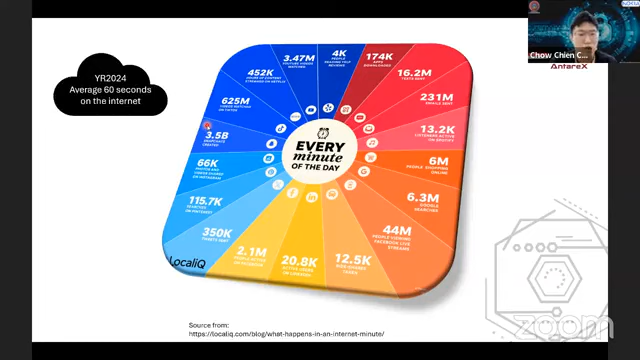 YR2024
Average 60 seconds
on the internet
4K
PEOPLE
READING YELP
REVIEWS
174K
APPS
DOWNLOADED
16.2M
TEXTS SENT
231M
EMAILS SENT
13.2K
LISTENERS ACTIVE
ON SPOTIFY
6M
PEOPLE SHOPPING
ONLINE
6.3M
GOOGLE
SEARCHES
44M
PEOPLE VIEWING
FACEBOOK LIVE
STREAMS
12.5K
20.8K
ACTIVE USERS
ON LINKEDIN
2.1M
PEOPLE ACTIVE
ON FACEBOOK
350K
TWEETS SENT
115.7K
SEARCHES
ON PINTEREST
66K
PHOTOS AND
VIDEOS SHARED
ON INSTAGRAM
3.5B
SNAPCHATS
CREATED
625M
VIDEOS WATCHED
ON TIKTOK
452K
HOURS OF CONTENT
STREAMED ON NETFLIX
3.47M
YOUTUBE VIDEOS
WATCHED
EVERY
minute
OF THE DAY
LocaliQ
Source from:
https://localiq.com/blog/what-happens-in-an-internet-minute/
Chow Chien C...
AntareX
zoom